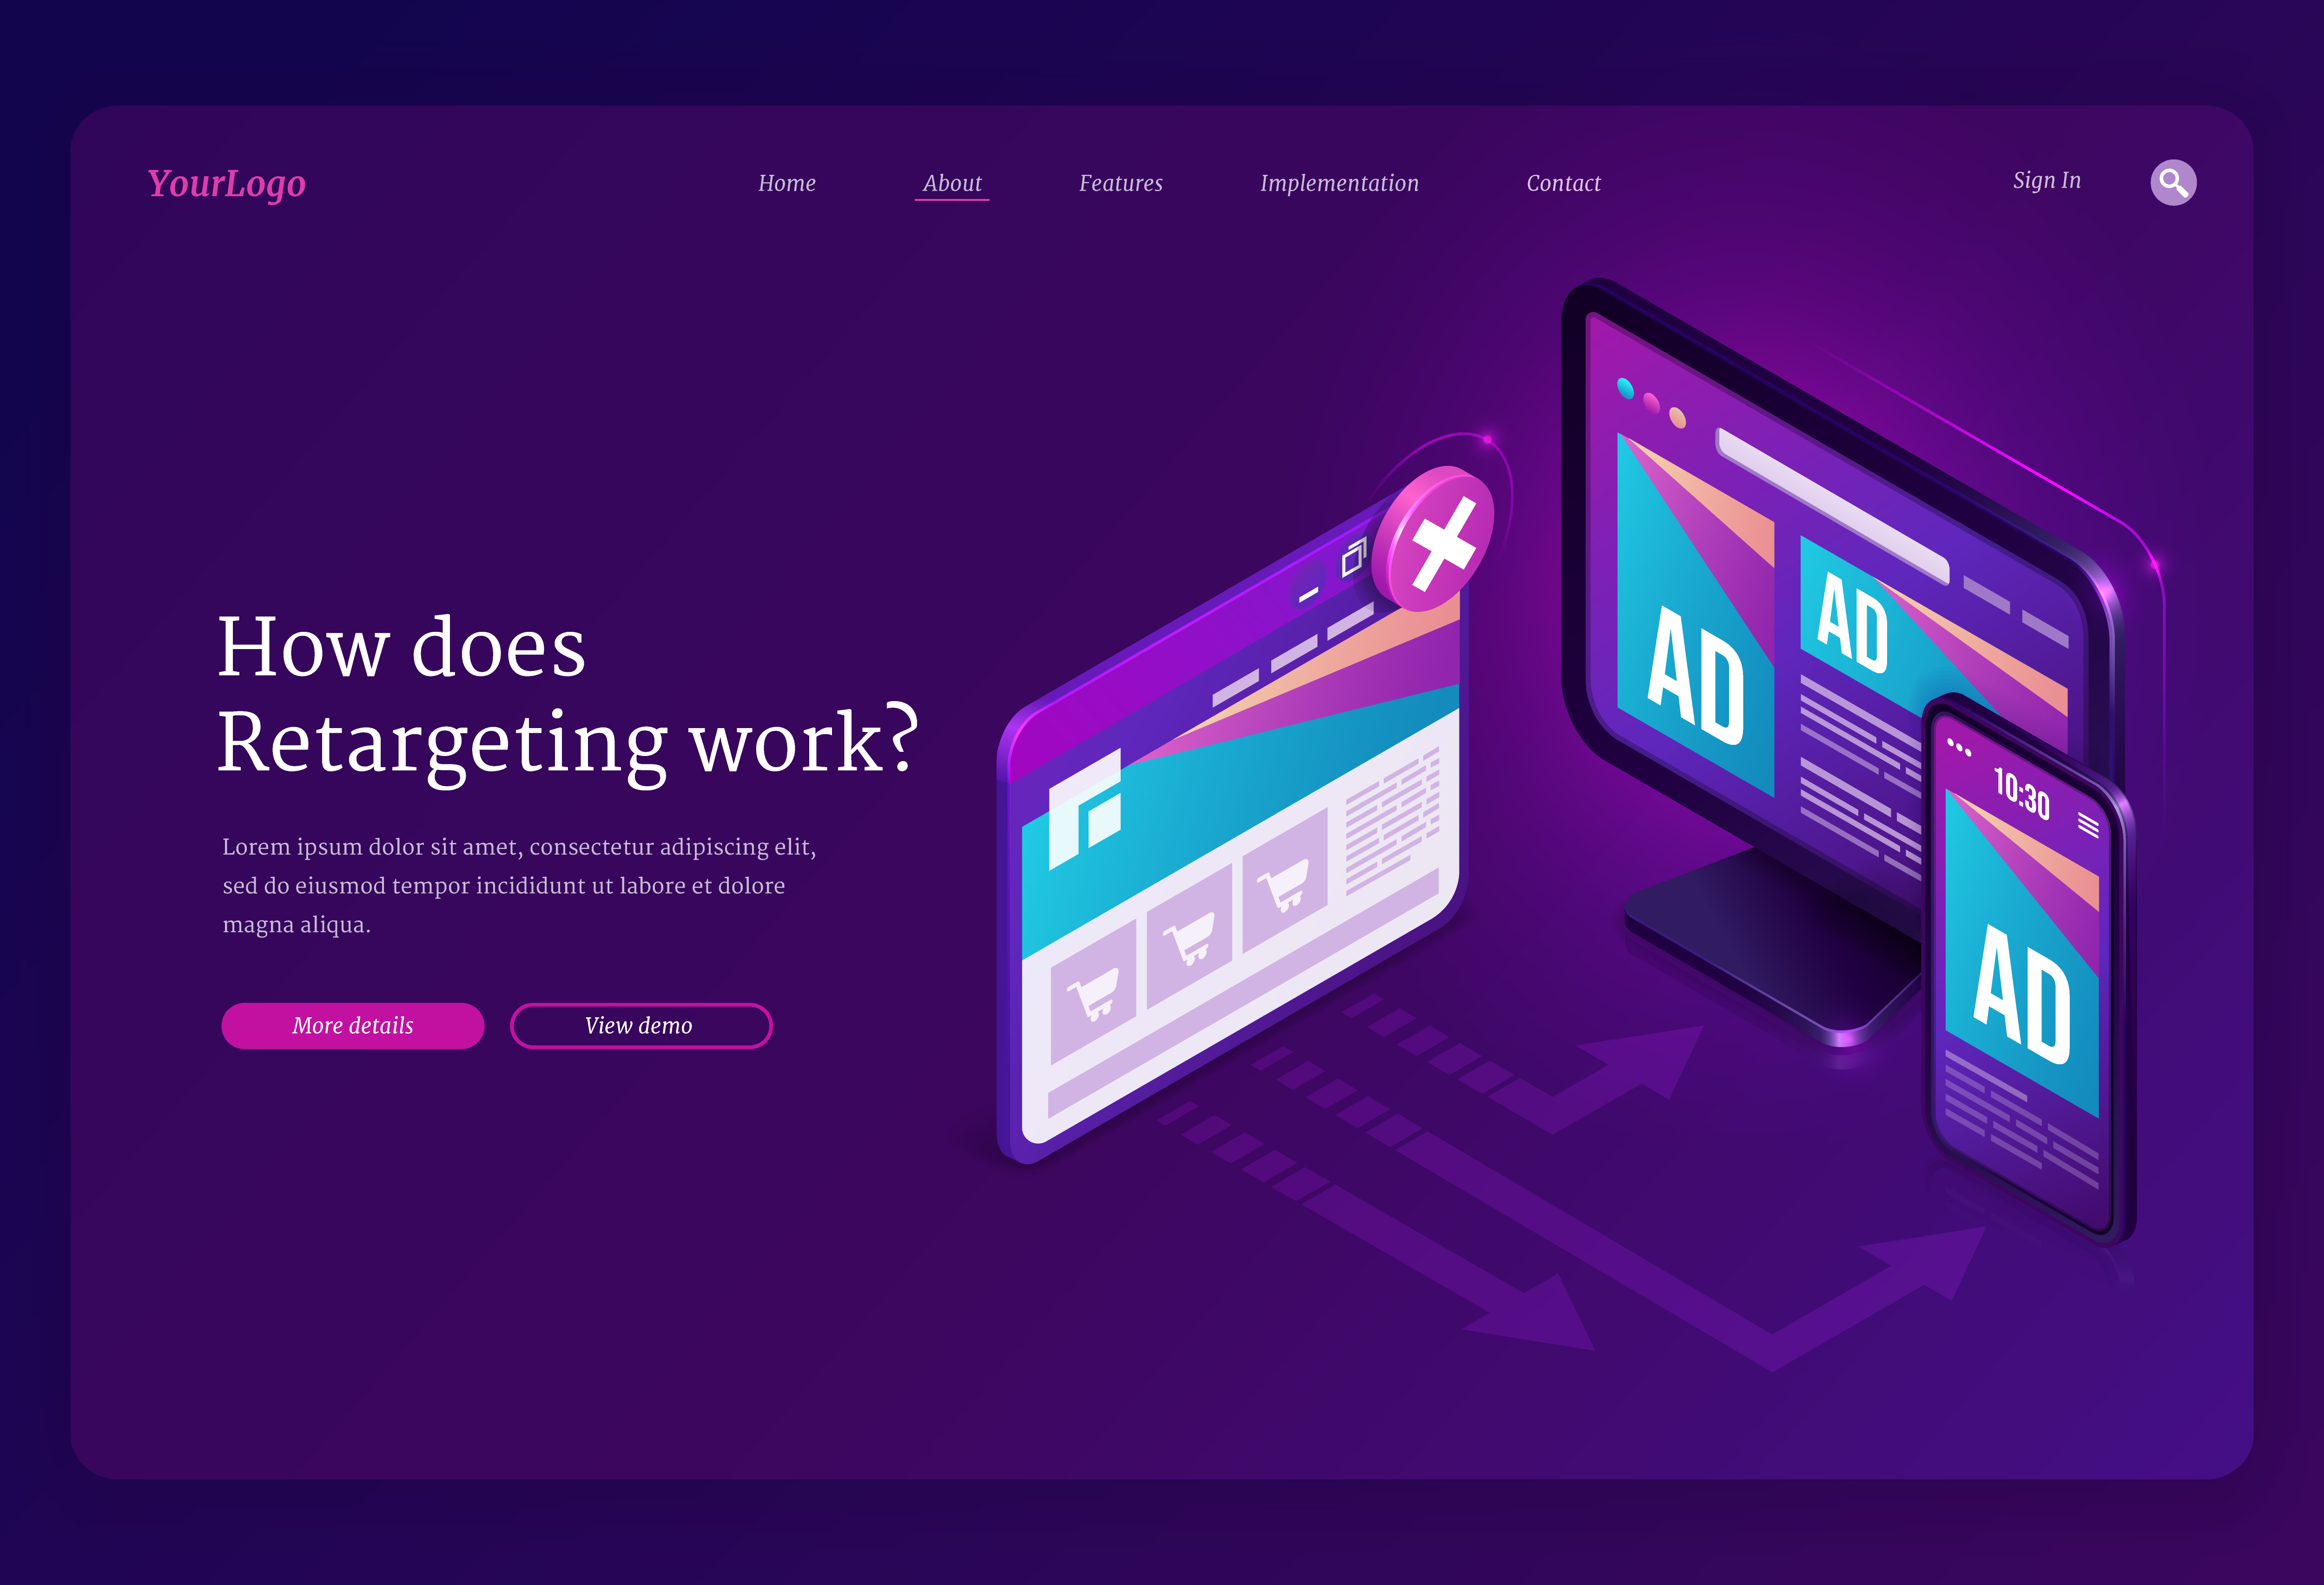 YourLogo
Home
About
Features
Implementation
Contact
Sign In
How does
Retargeting work?
Lorem ipsum dolor sit amet, consectetur adipiscing elit,
sed do eiusmod tempor incididunt ut labore et dolore
magna aliqua.
More details
View demo
AD
AD
10:30
AD